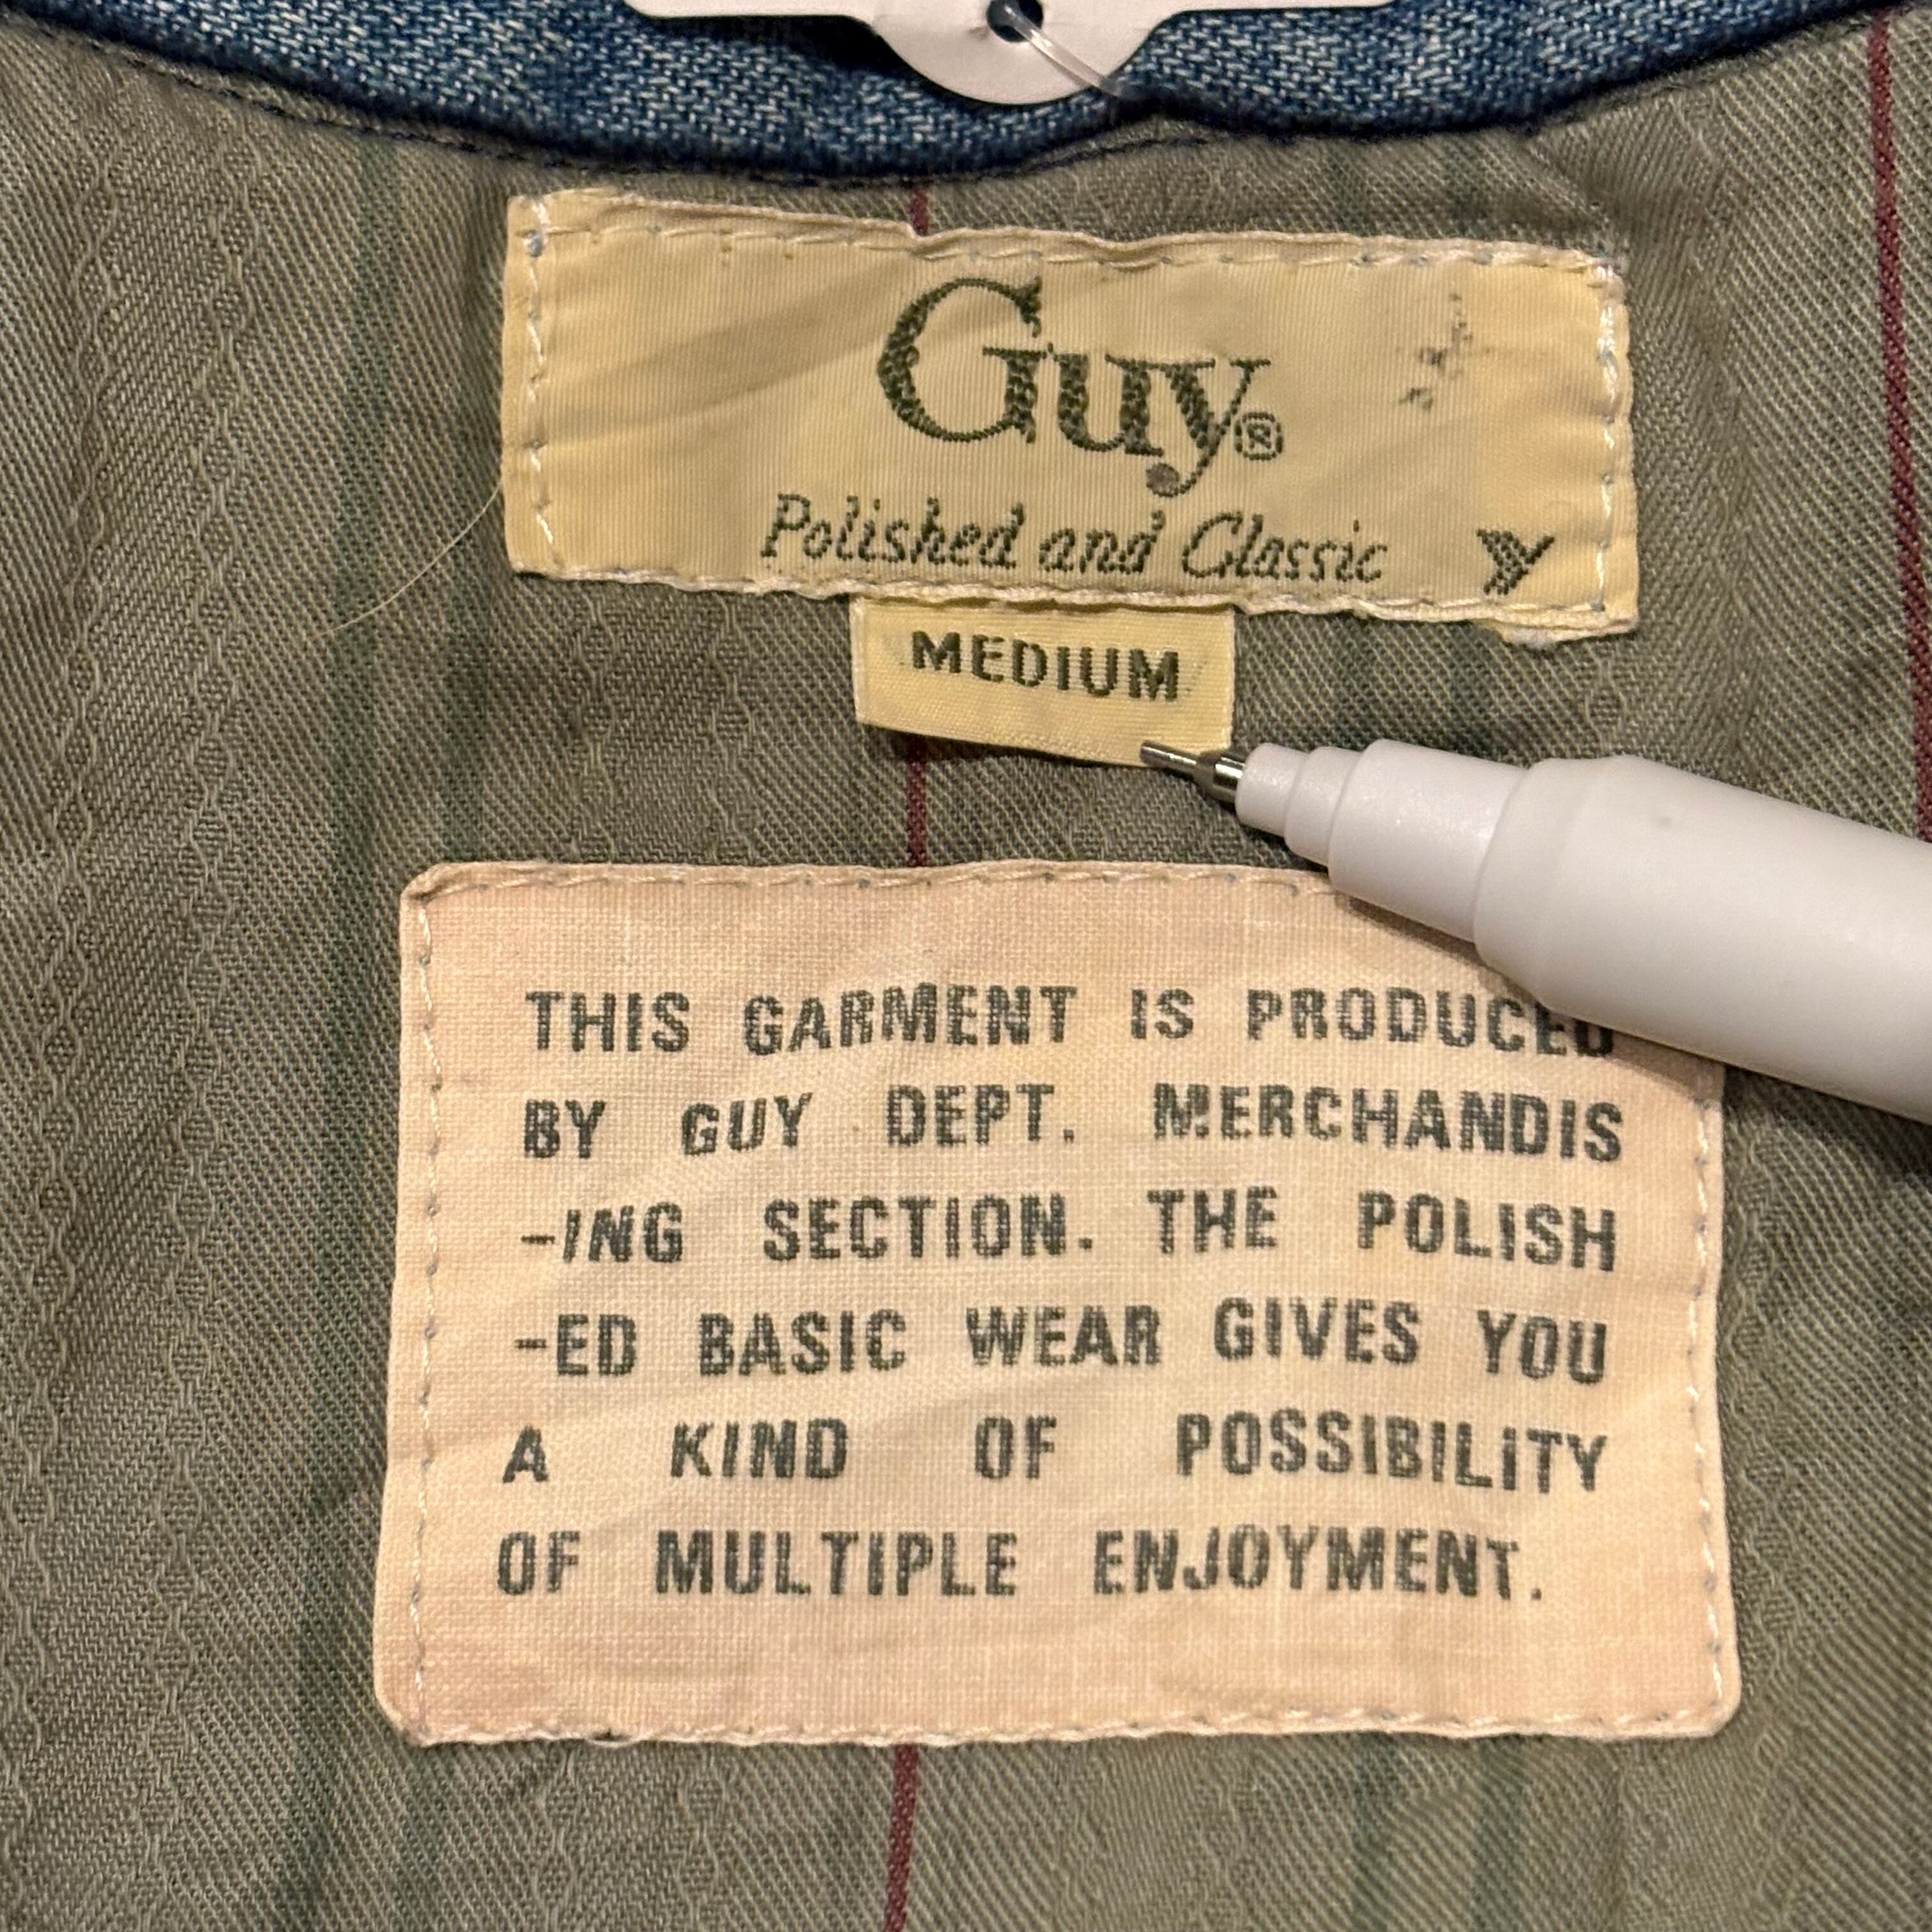 Guy®
Polished and Classic Y
MEDIUM
THIS GARMENT IS PRODUCED
BY GUY DEPT. MERCHANDIS
-ING SECTION. THE POLISH
-ED BASIC WEAR GIVES YOU
A KIND OF POSSIBILITY
OF MULTIPLE ENJOYMENT.